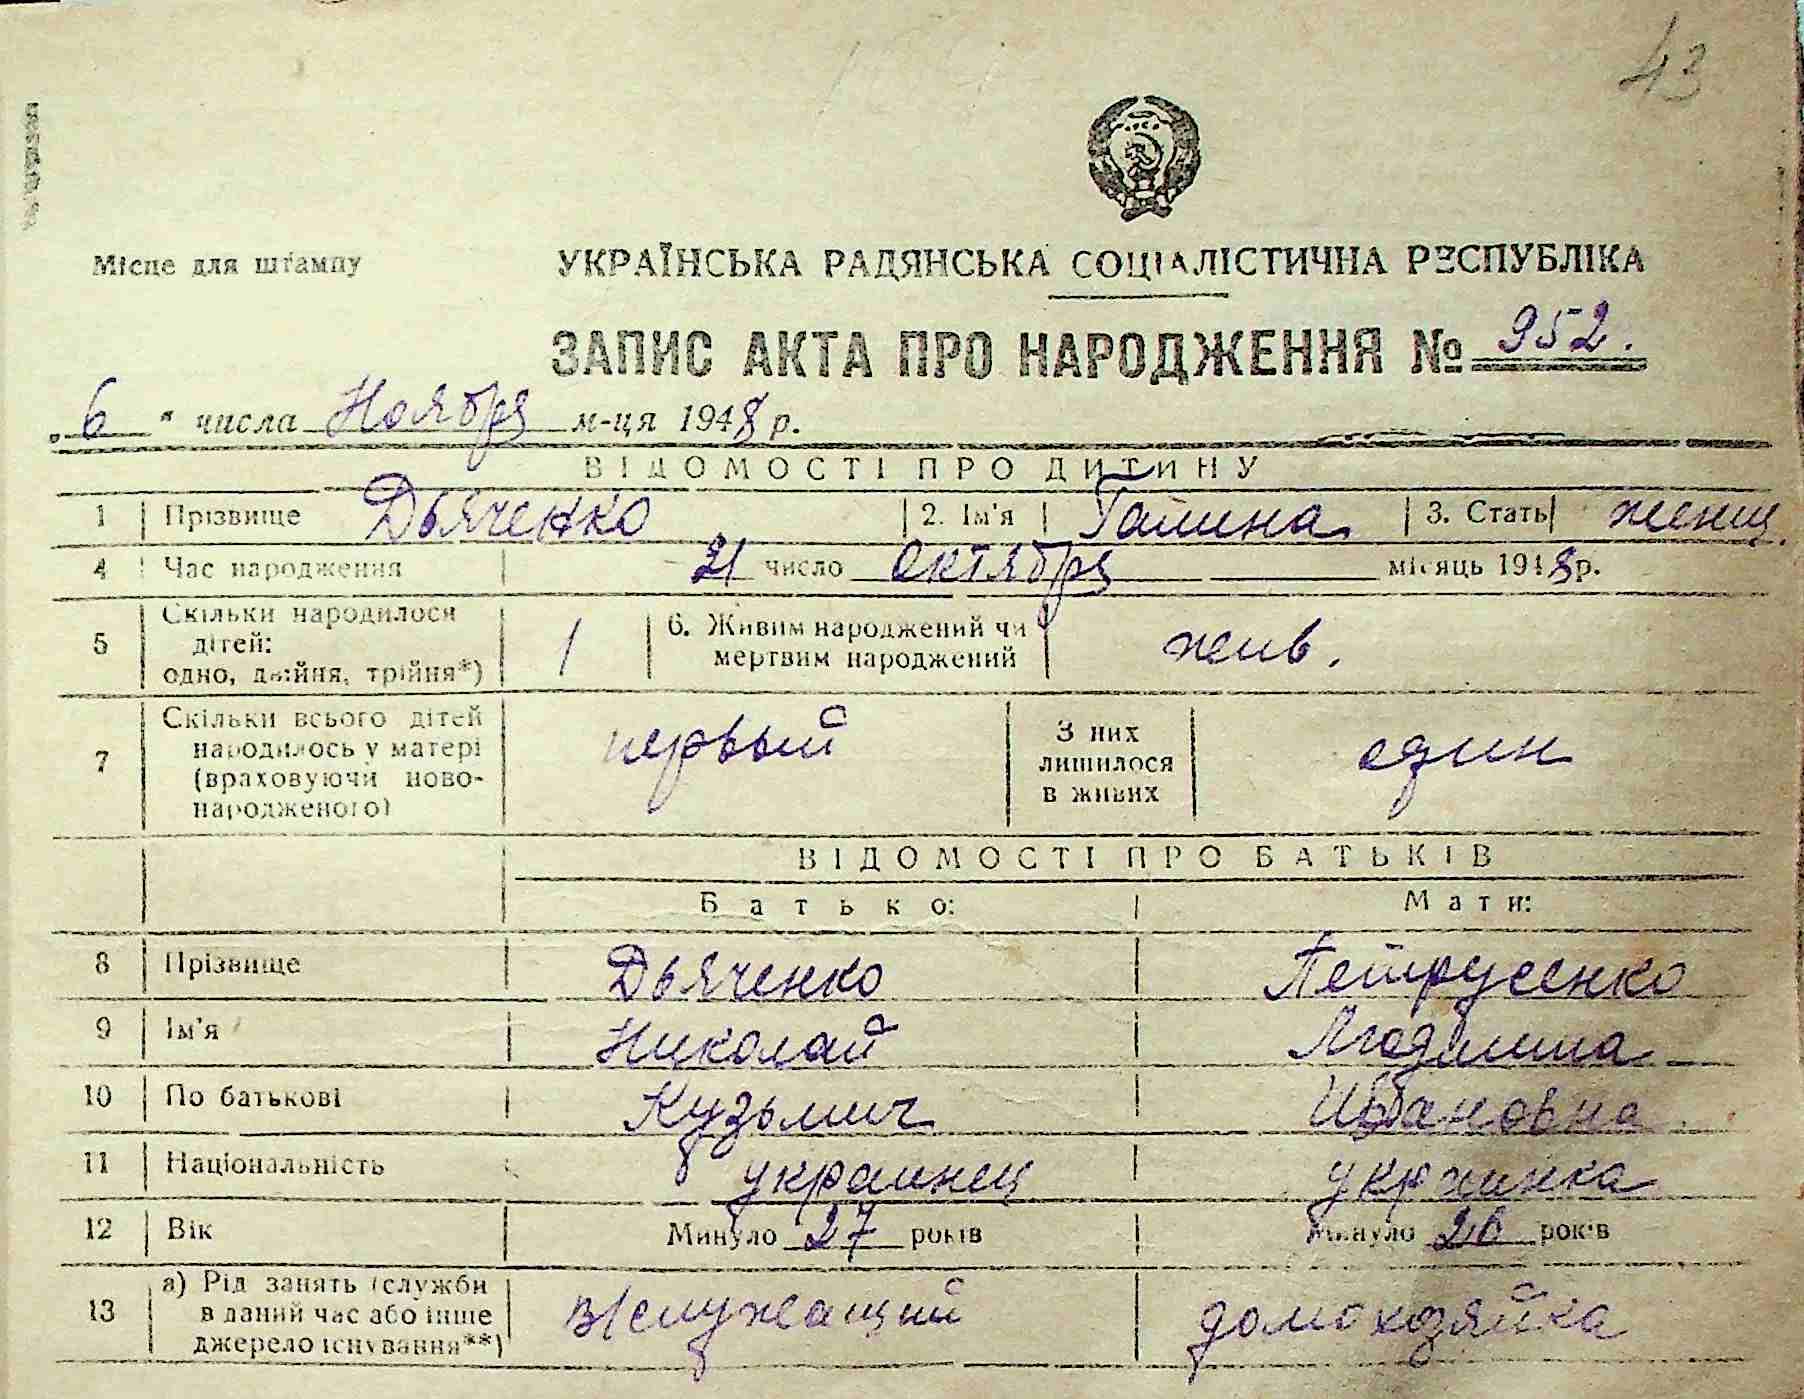 43
Місце для штампу
УКРАЇНСЬКА РАДЯНСЬКА СОЦІАЛІСТИЧНА РЕСПУБЛІКА
ЗАПИС АКТА ПРО НАРОДЖЕННЯ № 952.
„6" числа Ноября м-ця 1948 р.
ВІДОМОСТІ ПРО ДИТИНУ
1 Прізвище Дьяченко 2. Ім'я Галина 3. Стать женщ.
4 Час народження 21 число Октября місяць 1948 р.
5 Скільки народилося дітей: одно, двійня, трійня*) 1 6. Живим народжений чи мертвим народжений жив.
7 Скільки всього дітей народилось у матері (враховуючи новонародженого) первый З них лишилося в живих один
ВІДОМОСТІ ПРО БАТЬКІВ
Батько: Мати:
8 Прізвище Дьяченко Петрусенко
9 Ім'я Николай Людмила
10 По батькові Кузьмич Ивановна
11 Національність украинец укржинка
12 Вік Минуло 27 років Минуло 26 років
13 а) Рід занять (служби в даний час або інше джерело існування**) в/служащий домохозяйка